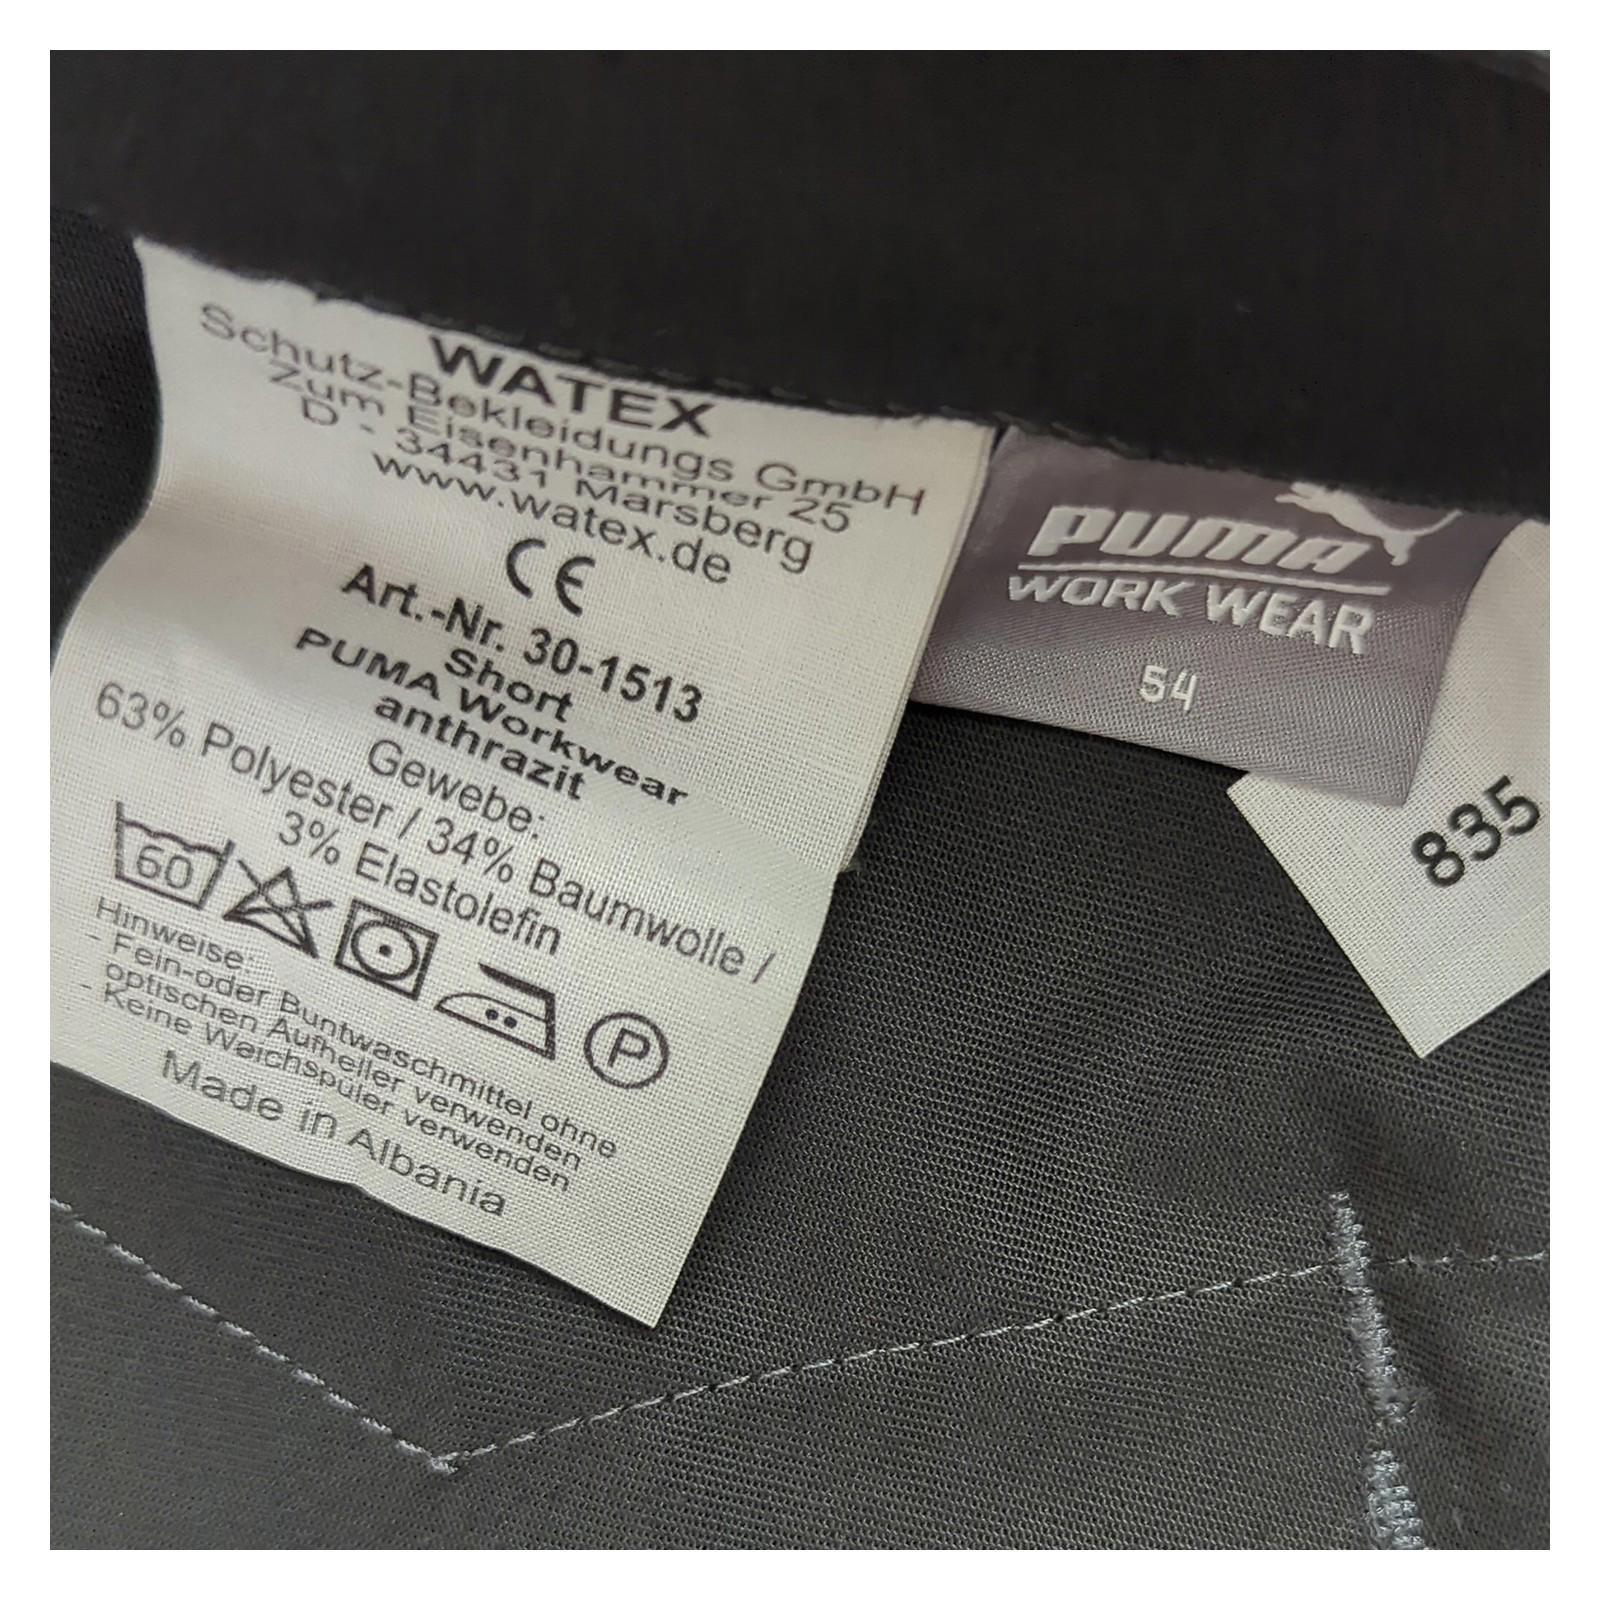 WATEX
Schutz-Bekleidungs GmbH
Zum Eisenhammer 25
D - 34431 Marsberg
www.watex.de
CE
Art.-Nr. 30-1513
Short
PUMA Workwear
anthrazit
Gewebe:
63% Polyester / 34% Baumwolle /
3% Elastolefin
60
P
Hinweise:
- Fein-oder Buntwaschmittel ohne
optischen Aufheller verwenden
- Keine Weichspüler verwenden
Made in Albania
PUMA
WORK WEAR
54
835